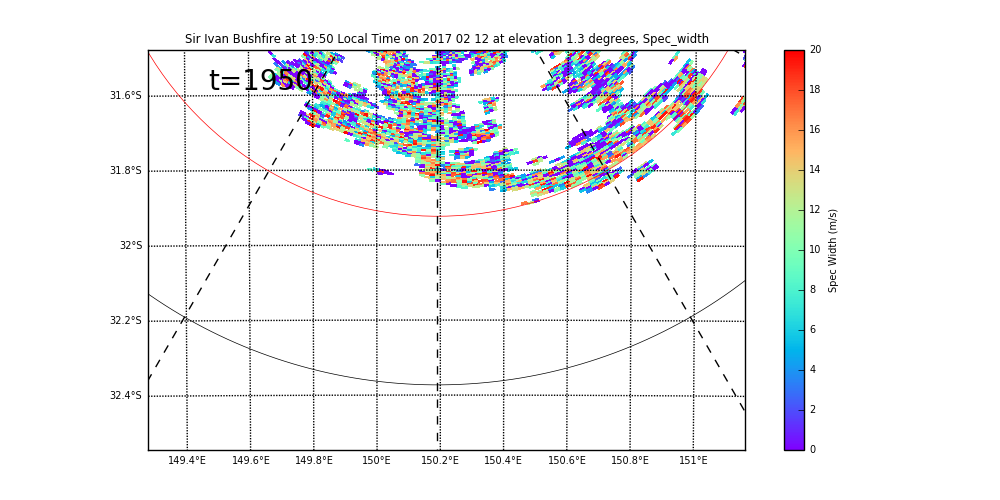 Sir Ivan Bushfire at 19:50 Local Time on 2017 02 12 at elevation 1.3 degrees, Spec_width
t=1950
31.6°S
31.8°S
32°S
32.2°S
32.4°S
149.4°E 149.6°E 149.8°E 150°E 150.2°E 150.4°E 150.6°E 150.8°E 151°E
20
18
16
14
12
10
8
6
4
2
0
Spec Width (m/s)